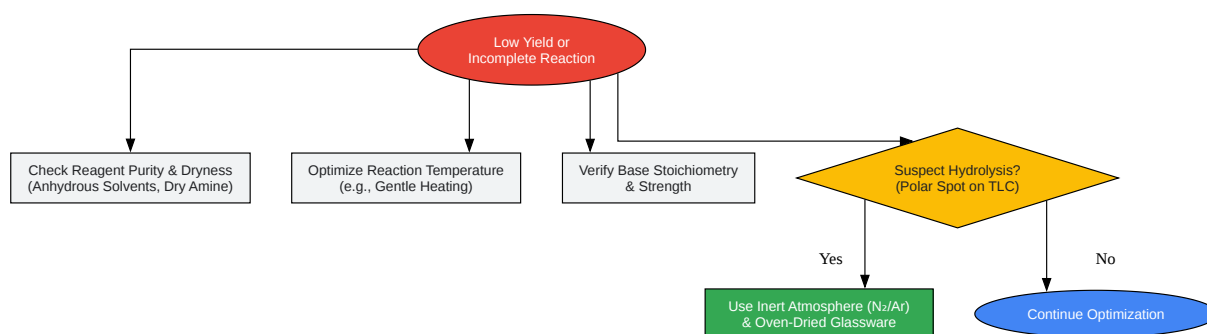 Low Yield or
Incomplete Reaction
Check Reagent Purity & Dryness
(Anhydrous Solvents, Dry Amine)
Optimize Reaction Temperature
(e.g., Gentle Heating)
Verify Base Stoichiometry
& Strength
Suspect Hydrolysis?
(Polar Spot on TLC)
Yes
No
Use Inert Atmosphere (N₂/Ar)
& Oven-Dried Glassware
Continue Optimization